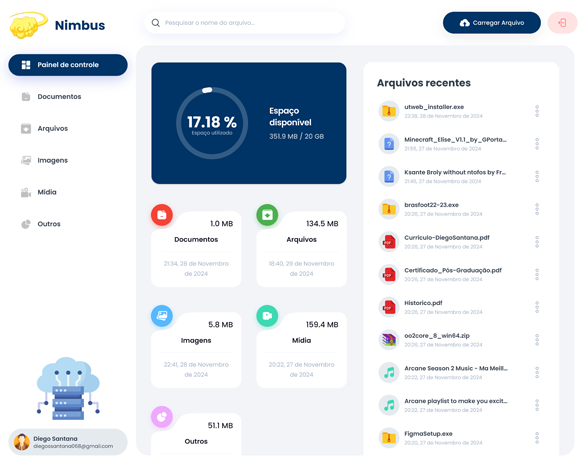 Nimbus
Pesquisar o nome do arquivo...
Carregar Arquivo
Painel de controle
Documentos
Arquivos
Imagens
Mídia
Outros
Diego Santana
diegossantana068@gmail.com
17.18 %
Espaço utilizado
Espaço
disponível
351.9 MB / 20 GB
1.0 MB
Documentos
21:34, 28 de Novembro
de 2024
134.5 MB
Arquivos
18:40, 29 de Novembro
de 2024
5.8 MB
Imagens
22:41, 28 de Novembro
de 2024
159.4 MB
Mídia
20:22, 27 de Novembro
de 2024
51.1 MB
Outros
Arquivos recentes
utweb_installer.exe
22:39, 28 de Novembro de 2024
Minecraft_Elise_V1.1_by_GPorta...
21:55, 27 de Novembro de 2024
Ksante Broly without ntofos by Fr...
21:40, 27 de Novembro de 2024
brasfoot22-23.exe
20:26, 27 de Novembro de 2024
Currículo-DiegoSantana.pdf
20:26, 27 de Novembro de 2024
Certificado_Pós-Graduação.pdf
20:26, 27 de Novembro de 2024
Historico.pdf
20:26, 27 de Novembro de 2024
oo2core_8_win64.zip
20:26, 27 de Novembro de 2024
Arcane Season 2 Music - Ma Meill...
20:22, 27 de Novembro de 2024
Arcane playlist to make you excit...
20:22, 27 de Novembro de 2024
FigmaSetup.exe
20:22, 27 de Novembro de 2024